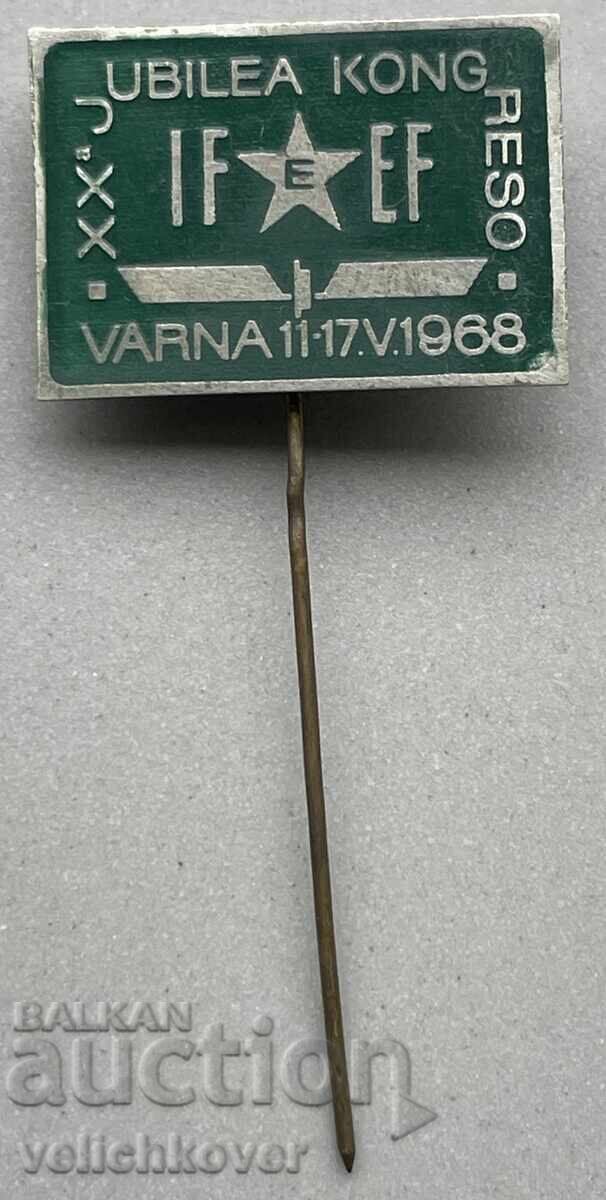 XXª JUBILEA KONGRESO
IF E EF
VARNA 11-17.V.1968
BALKAN
auction
velichkover